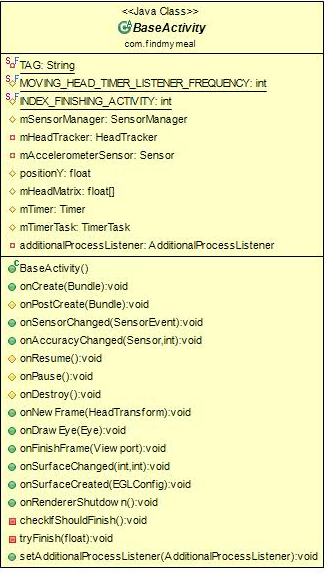 <<Java Class>>
BaseActivity
com.findmymeal
TAG: String
MOVING_HEAD_TIMER_LISTENER_FREQUENCY: int
INDEX_FINISHING_ACTIVITY: int
mSensorManager: SensorManager
mHeadTracker: HeadTracker
mAccelerometerSensor: Sensor
positionY: float
mHeadMatrix: float[]
mTimer: Timer
mTimerTask: TimerTask
additionalProcessListener: AdditionalProcessListener
BaseActivity()
onCreate(Bundle):void
onPostCreate(Bundle):void
onSensorChanged(SensorEvent):void
onAccuracyChanged(Sensor,int):void
onResume():void
onPause():void
onDestroy():void
onNewFrame(HeadTransform):void
onDrawEye(Eye):void
onFinishFrame(Viewport):void
onSurfaceChanged(int,int):void
onSurfaceCreated(EGLConfig):void
onRendererShutdown():void
checkIfShouldFinish():void
tryFinish(float):void
setAdditionalProcessListener(AdditionalProcessListener):void